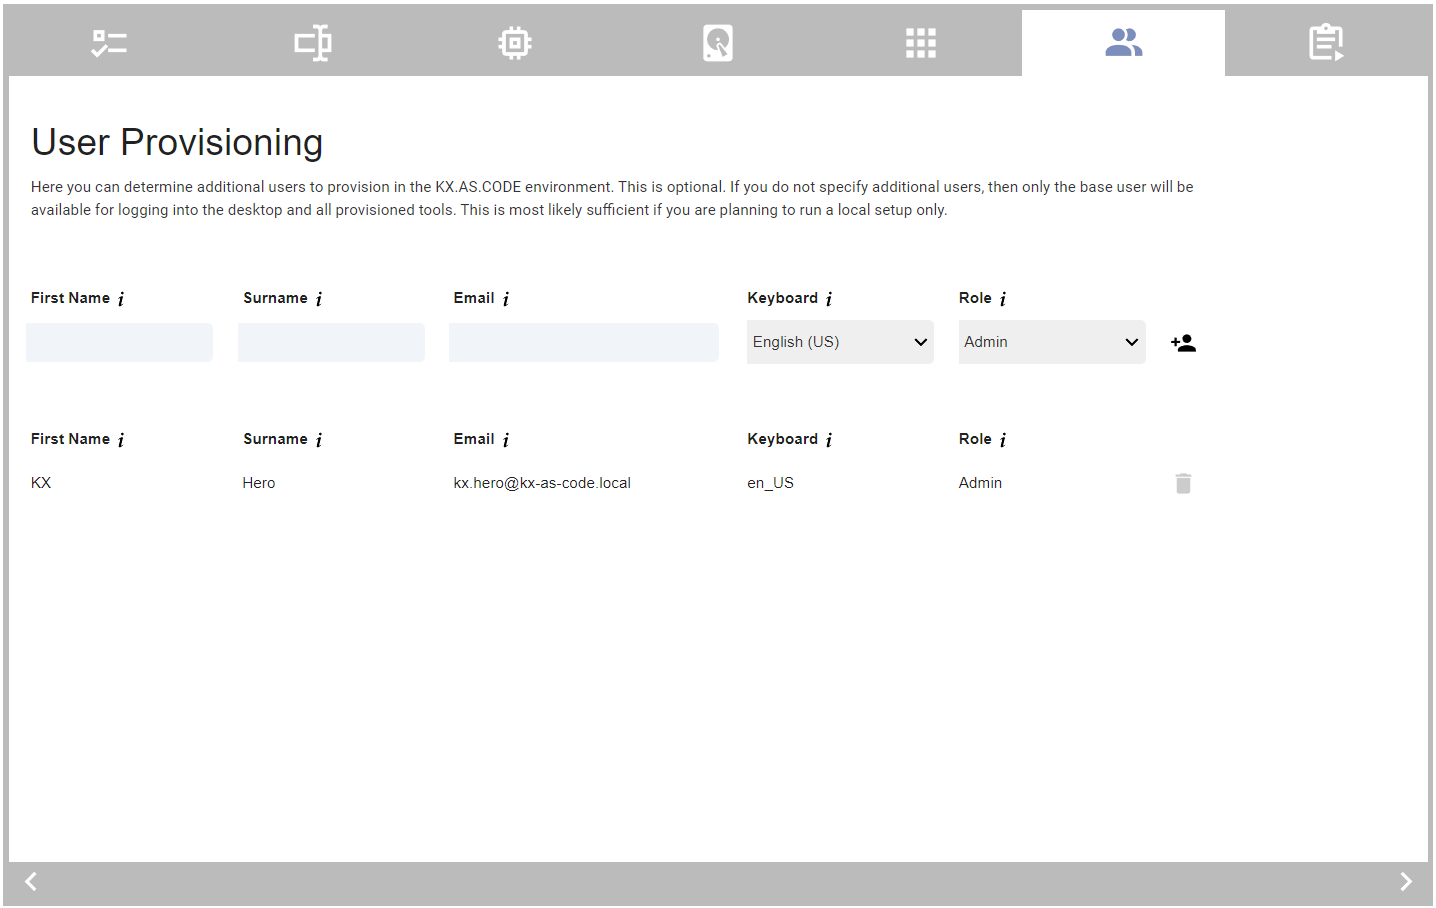 User Provisioning
Here you can determine additional users to provision in the KX.AS.CODE environment. This is optional. If you do not specify additional users, then only the base user will be
available for logging into the desktop and all provisioned tools. This is most likely sufficient if you are planning to run a local setup only.
First Name i Surname i Email i Keyboard i Role i
English (US) Admin
First Name i Surname i Email i Keyboard i Role i
KX Hero kx.hero@kx-as-code.local en_US Admin